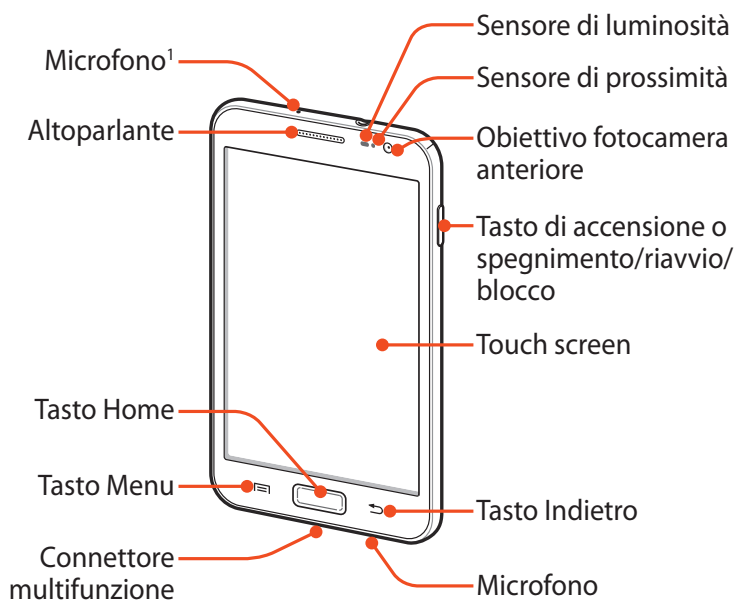 Microfono¹
Altoparlante
Tasto Home
Tasto Menu
Connettore
multifunzione
Sensore di luminosità
Sensore di prossimità
Obiettivo fotocamera
anteriore
Tasto di accensione o
spegnimento/riavvio/
blocco
Touch screen
Tasto Indietro
Microfono